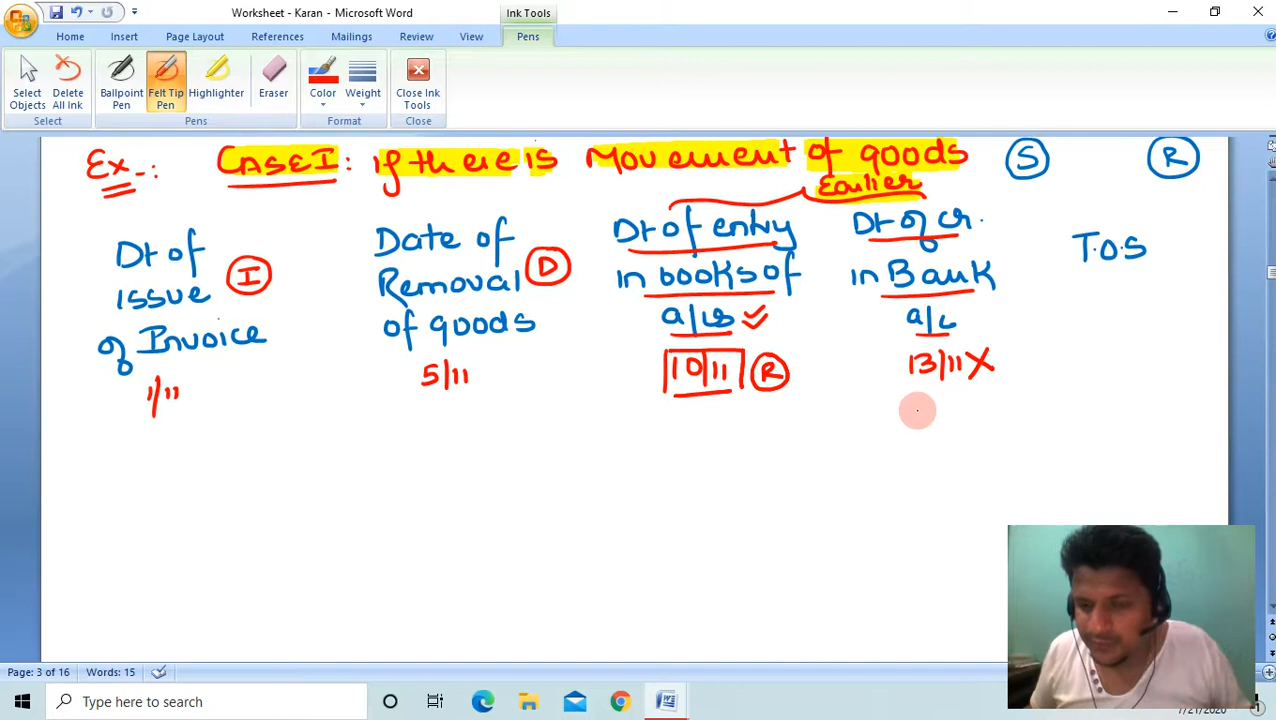 Worksheet - Karan - Microsoft Word
Ink Tools
Home Insert Page Layout References Mailings Review View Pens
Select Objects
Delete All Ink
Ballpoint Pen
Felt Tip Pen
Highlighter
Eraser
Color
Weight
Close Ink Tools
Select Pens Format Close
Ex-: CASE I: if there is Movement of goods S R
Earlier
Dt of issue of Invoice I
Date of Removal of goods D
Dt of entry in books of a/cs
Dt of cr. in Bank a/c
T.O.S
1/11 5/11 10/11 R 13/11 X
Page: 3 of 16 Words: 15
Type here to search
7/21/2020